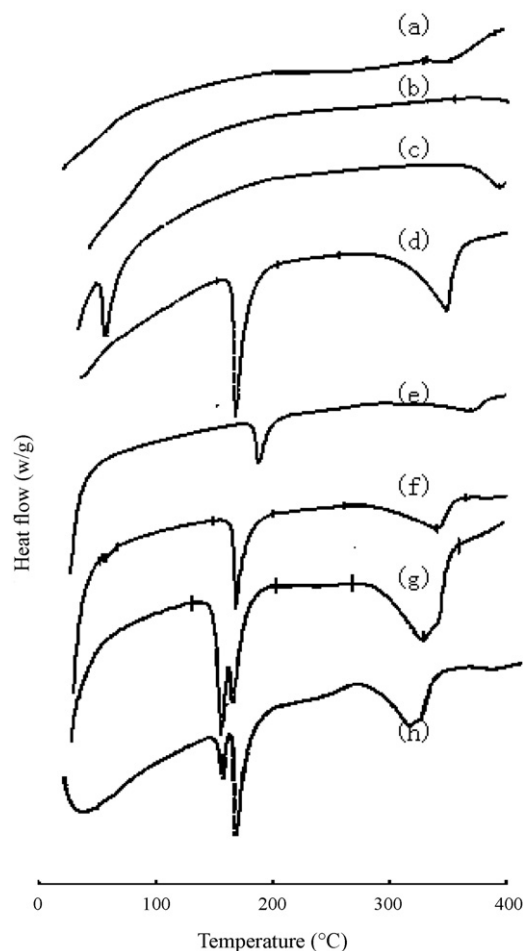 (a)
(b)
(c)
(d)
(e)
(f)
(g)
(h)
Heat flow (w/g)
0 100 200 300 400
Temperature (°C)